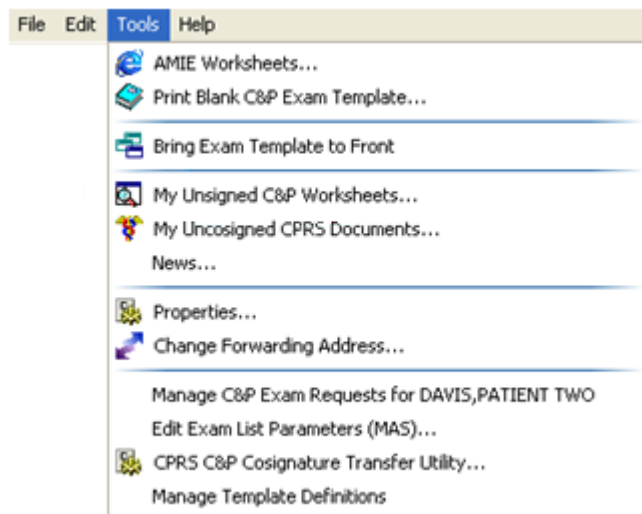 File Edit Tools Help
AMIE Worksheets...
Print Blank C&P Exam Template...
Bring Exam Template to Front
My Unsigned C&P Worksheets...
My Uncosigned CPRS Documents...
News...
Properties...
Change Forwarding Address...
Manage C&P Exam Requests for DAVIS,PATIENT TWO
Edit Exam List Parameters (MAS)...
CPRS C&P Cosignature Transfer Utility...
Manage Template Definitions